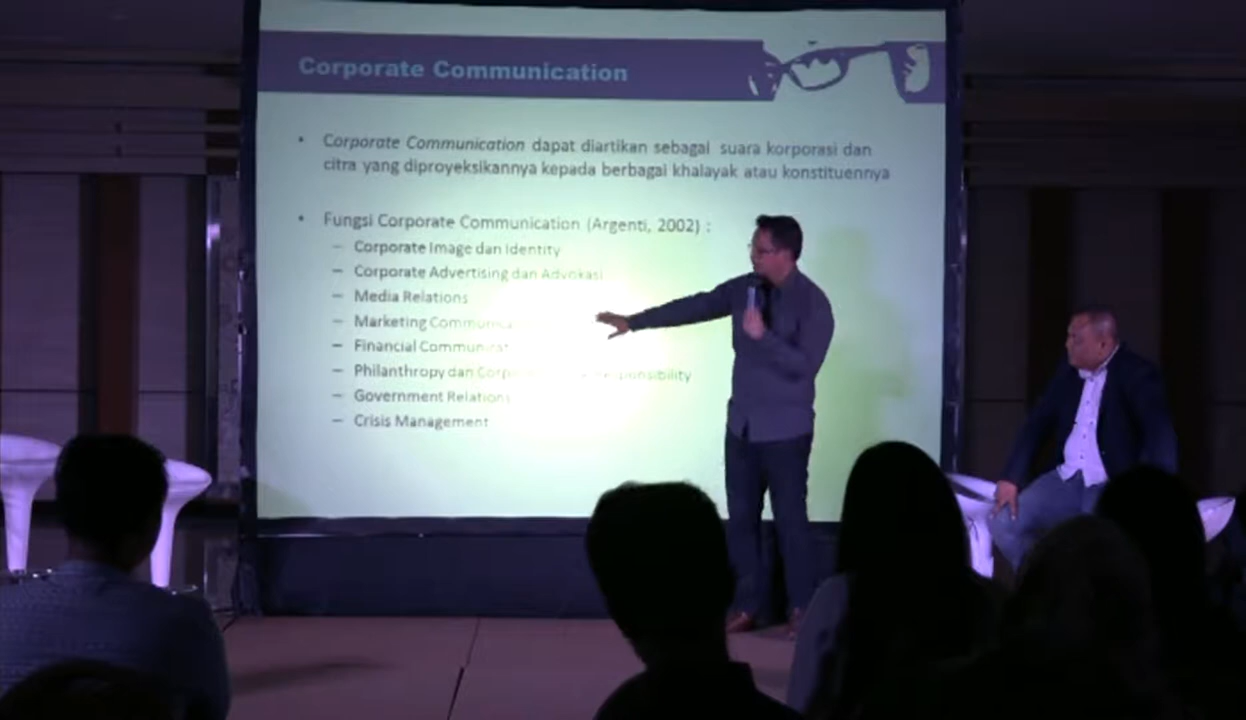 Corporate Communication
• Corporate Communication dapat diartikan sebagai suara korporasi dan
citra yang diproyeksikannya kepada berbagai khalayak atau konstituennya
• Fungsi Corporate Communication (Argenti, 2002) :
– Corporate Image dan Identity
– Corporate Advertising dan Advokasi
– Media Relations
– Marketing
– Financial
– Philanthropy dan
– Government Relations
– Crisis Management